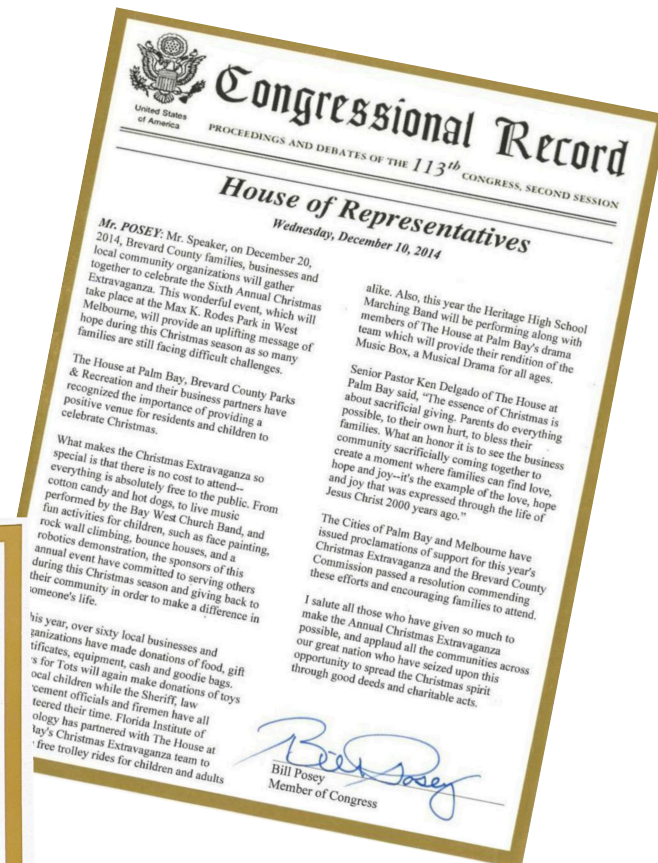 United States
of America
Congressional Record
PROCEEDINGS AND DEBATES OF THE 113th CONGRESS, SECOND SESSION
House of Representatives
Wednesday, December 10, 2014
Mr. POSEY: Mr. Speaker, on December 20,
2014, Brevard County families, businesses and
local community organizations will gather
together to celebrate the Sixth Annual Christmas
Extravaganza. This wonderful event, which will
take place at the Max K. Rodes Park in West
Melbourne, will provide an uplifting message of
hope during this Christmas season as so many
families are still facing difficult challenges.
The House at Palm Bay, Brevard County Parks
& Recreation and their business partners have
recognized the importance of providing a
positive venue for residents and children to
celebrate Christmas.
What makes the Christmas Extravaganza so
special is that there is no cost to attend--
everything is absolutely free to the public. From
cotton candy and hot dogs, to live music
performed by the Bay West Church Band, and
fun activities for children, such as face painting,
rock wall climbing, bounce houses, and a
robotics demonstration, the sponsors of this
annual event have committed to serving others
during this Christmas season and giving back to
their community in order to make a difference in
omeone's life.
his year, over sixty local businesses and
ganizations have made donations of food, gift
tificates, equipment, cash and goodie bags.
s for Tots will again make donations of toys
ocal children while the Sheriff, law
cement officials and firemen have all
teered their time. Florida Institute of
ology has partnered with The House at
ay's Christmas Extravaganza team to
free trolley rides for children and adults
alike. Also, this year the Heritage High School
Marching Band will be performing along with
members of The House at Palm Bay's drama
team which will provide their rendition of the
Music Box, a Musical Drama for all ages.
Senior Pastor Ken Delgado of The House at
Palm Bay said, “The essence of Christmas is
about sacrificial giving. Parents do everything
possible, to their own hurt, to bless their
families. What an honor it is to see the business
community sacrificially coming together to
create a moment where families can find love,
hope and joy--it's the example of the love, hope
and joy that was expressed through the life of
Jesus Christ 2000 years ago.”
The Cities of Palm Bay and Melbourne have
issued proclamations of support for this year's
Christmas Extravaganza and the Brevard County
Commission passed a resolution commending
these efforts and encouraging families to attend.
I salute all those who have given so much to
make the Annual Christmas Extravaganza
possible, and applaud all the communities across
our great nation who have seized upon this
opportunity to spread the Christmas spirit
through good deeds and charitable acts.
Bill Posey
Bill Posey
Member of Congress